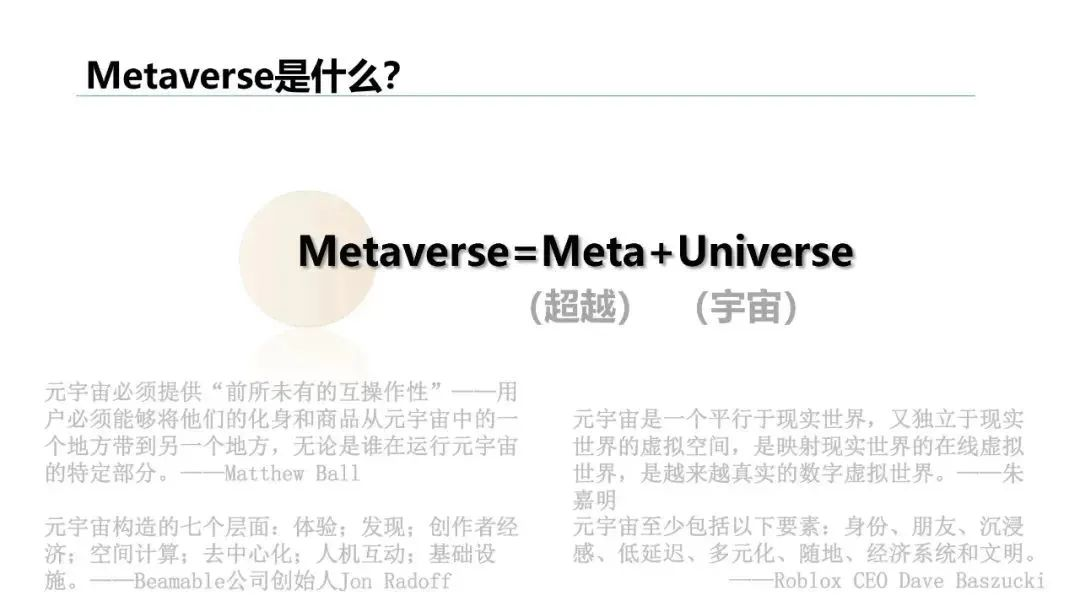 Metaverse是什么?
Metaverse=Meta+Universe
（超越） （宇宙）
元宇宙必须提供“前所未有的互操作性”——用
户必须能够将他们的化身和商品从元宇宙中的一
个地方带到另一个地方，无论是谁在运行元宇宙
的特定部分。——Matthew Ball
元宇宙构造的七个层面：体验；发现；创作者经
济；空间计算；去中心化；人机互动；基础设
施。——Beamable公司创始人Jon Radoff
元宇宙是一个平行于现实世界，又独立于现实
世界的虚拟空间，是映射现实世界的在线虚拟
世界，是越来越真实的数字虚拟世界。——朱
嘉明
元宇宙至少包括以下要素：身份、朋友、沉浸
感、低延迟、多元化、随地、经济系统和文明。
——Roblox CEO Dave Baszucki